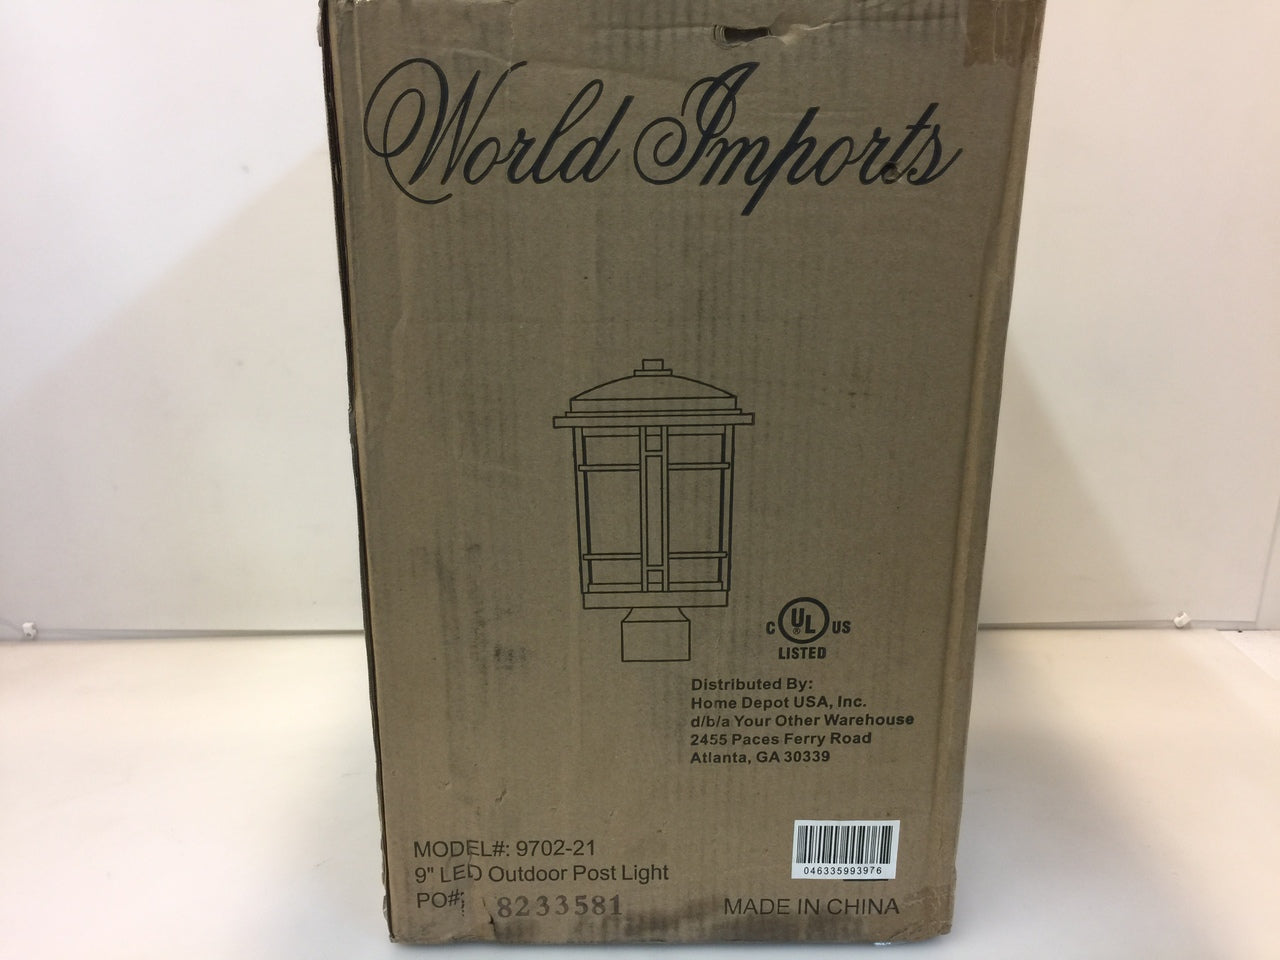 World Imports
C UL ® US
LISTED
Distributed By:
Home Depot USA, Inc.
d/b/a Your Other Warehouse
2455 Paces Ferry Road
Atlanta, GA 30339
MODEL#: 9702-21
9" LED Outdoor Post Light
PO#: 8233581
046335993976
MADE IN CHINA